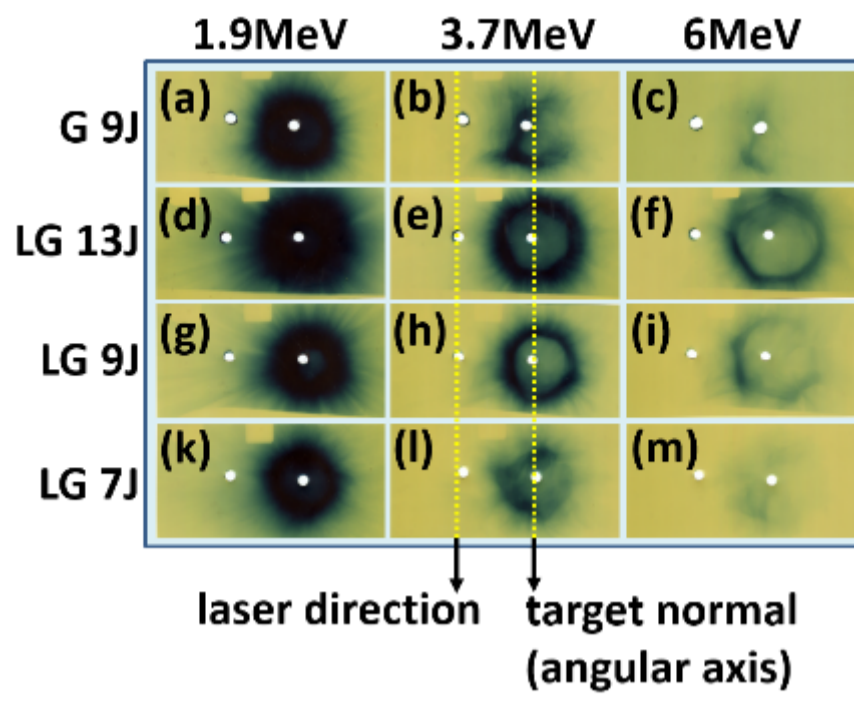 1.9MeV 3.7MeV 6MeV
G 9J (a) (b) (c)
LG 13J (d) (e) (f)
LG 9J (g) (h) (i)
LG 7J (k) (l) (m)
laser direction target normal
(angular axis)